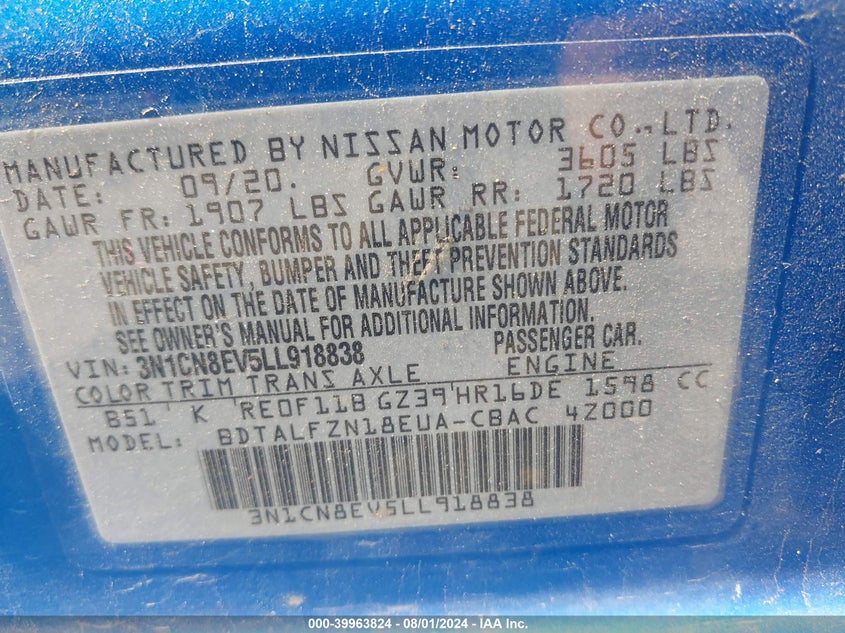 MANUFACTURED BY NISSAN MOTOR CO.,LTD.
DATE: 09/20. GVWR: 3605 LBS
GAWR FR: 1907 LBS GAWR RR: 1720 LBS
THIS VEHICLE CONFORMS TO ALL APPLICABLE FEDERAL MOTOR
VEHICLE SAFETY, BUMPER AND THEFT PREVENTION STANDARDS
IN EFFECT ON THE DATE OF MANUFACTURE SHOWN ABOVE.
SEE OWNER'S MANUAL FOR ADDITIONAL INFORMATION.
VIN: 3N1CN8EV5LL918838 PASSENGER CAR.
COLOR TRIM TRANS AXLE ENGINE
B51 K 'RE0F11B GZ39'HR16DE 1598 CC
MODEL: BDTALFZN18EUA-CBAC 4Z000
3N1CN8EV5LL918838
000-39963824 - 08/01/2024 - © IAA, Inc.